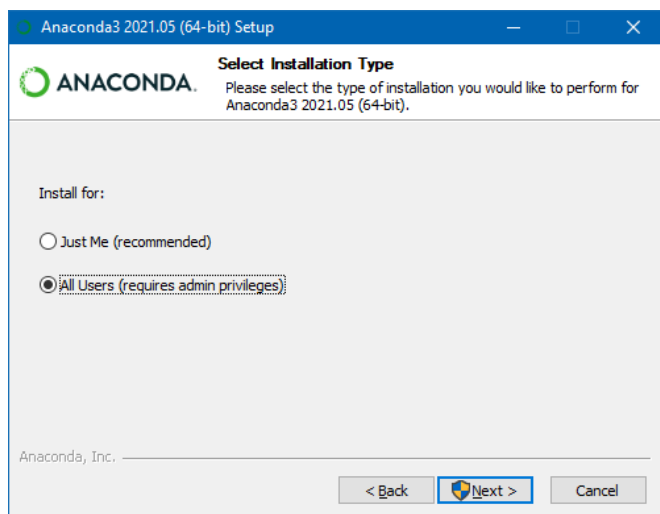 Anaconda3 2021.05 (64-bit) Setup
ANACONDA.
Select Installation Type
Please select the type of installation you would like to perform for
Anaconda3 2021.05 (64-bit).
Install for:
Just Me (recommended)
All Users (requires admin privileges)
Anaconda, Inc.
< Back
Next >
Cancel